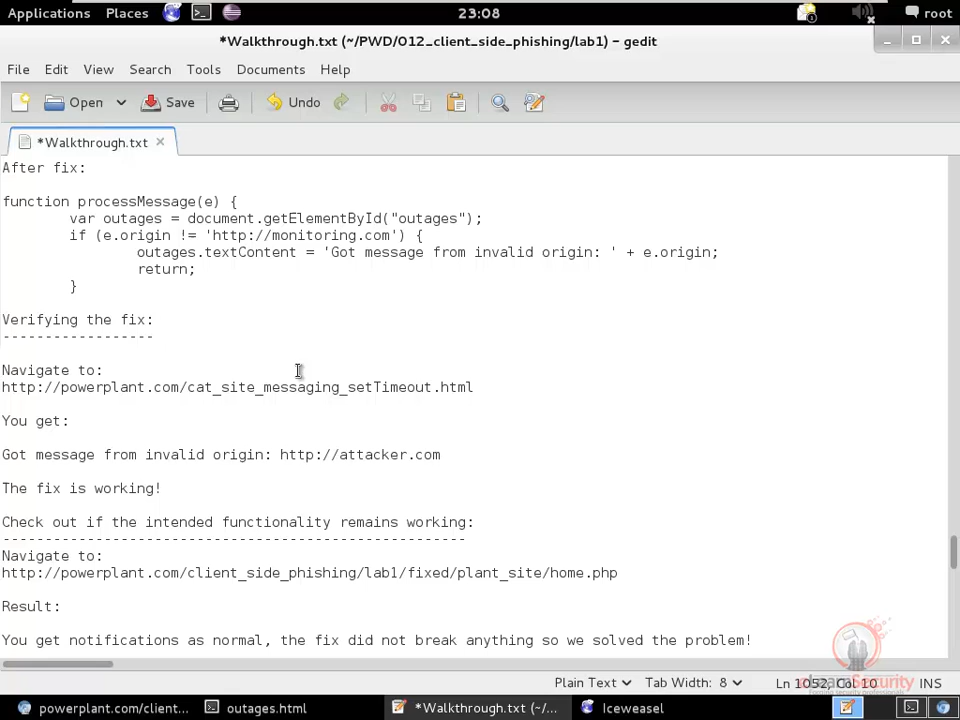 Applications Places 23:08 root
*Walkthrough.txt (~/PWD/012_client_side_phishing/lab1) – gedit
File Edit View Search Tools Documents Help
Open Save Undo
*Walkthrough.txt
After fix:
function processMessage(e) {
var outages = document.getElementById("outages");
if (e.origin != 'http://monitoring.com') {
outages.textContent = 'Got message from invalid origin: ' + e.origin;
return;
}
Verifying the fix:
------------------
Navigate to:
http://powerplant.com/cat_site_messaging_setTimeout.html
You get:
Got message from invalid origin: http://attacker.com
The fix is working!
Check out if the intended functionality remains working:
-------------------------------------------------------
Navigate to:
http://powerplant.com/client_side_phishing/lab1/fixed/plant_site/home.php
Result:
You get notifications as normal, the fix did not break anything so we solved the problem!
eLearnSecurity
Plain Text Tab Width: 8 Ln 1052, Col 10 INS
powerplant.com/client... outages.html *Walkthrough.txt (~/... Iceweasel